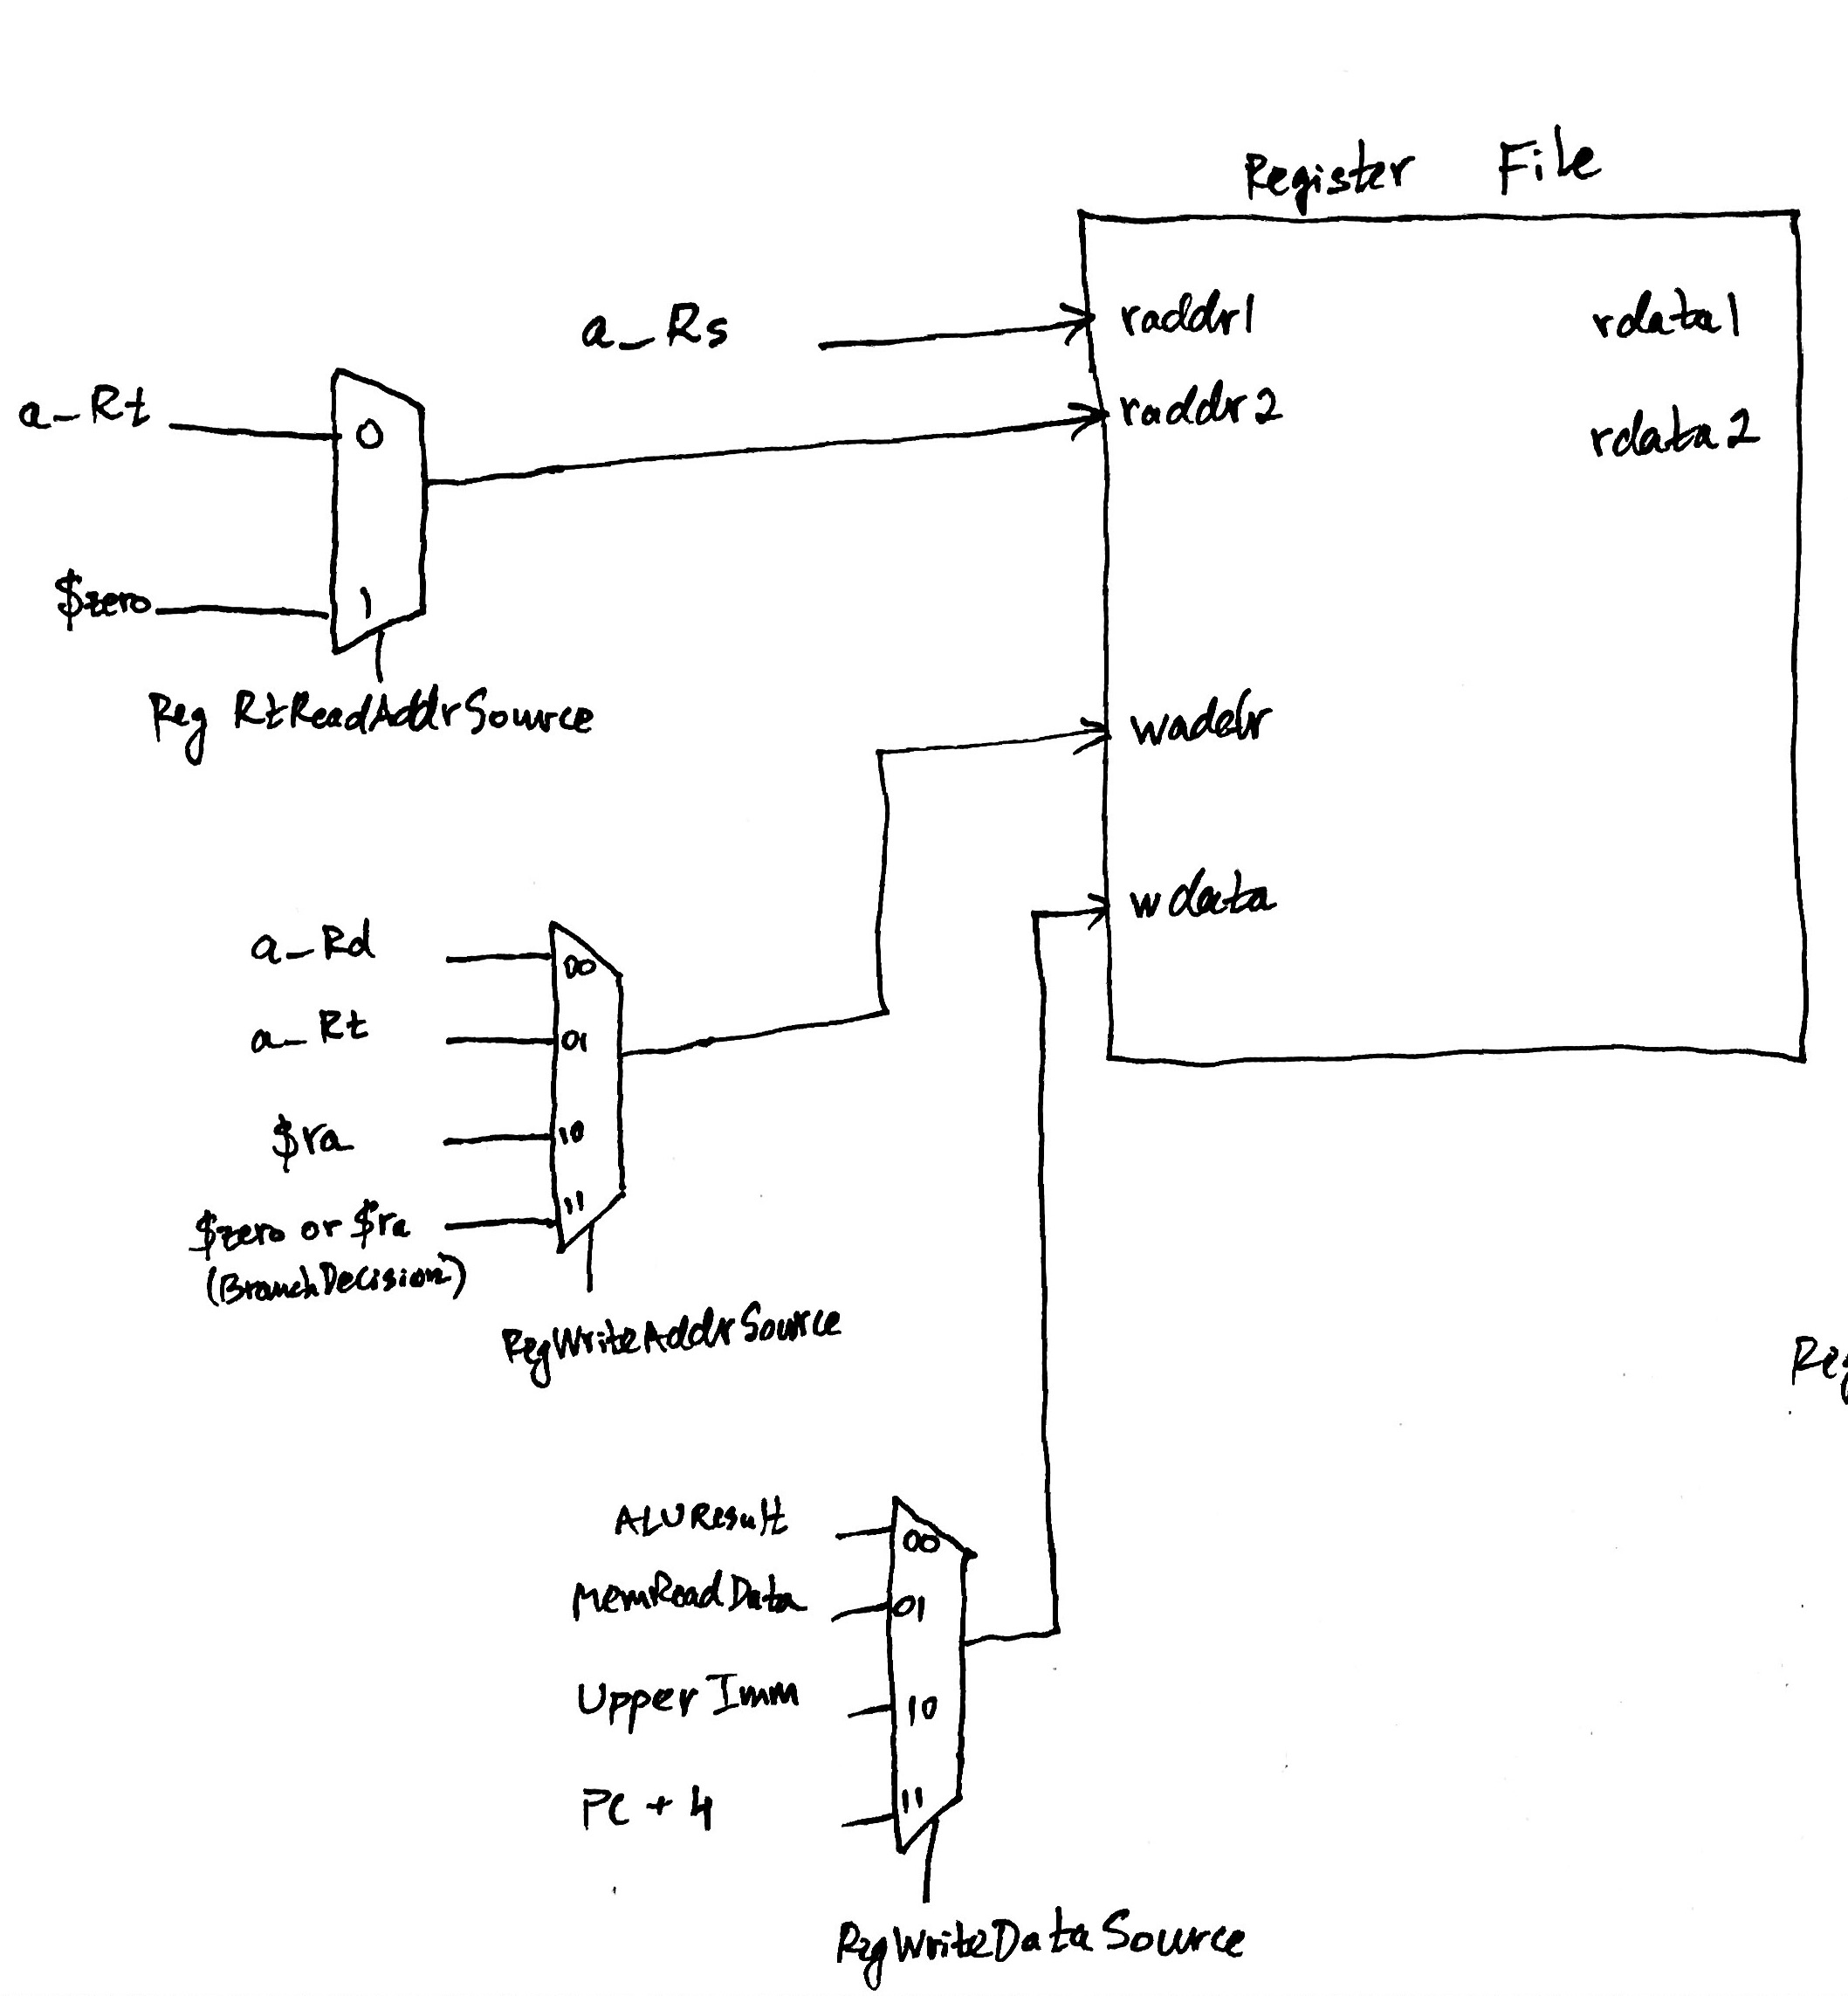 Register File
a_Rs
raddr1
rdata1
a_Rt
0
raddr2
rdata2
$zero
1
Reg RtReadAddrSource
waddr
wdata
a_Rd
00
a_Rt
01
$ra
10
$zero or $ra
11
(BranchDecision)
RegWriteAddrSource
ALUResult
00
MemReadData
01
Upper Imm
10
PC + 4
11
RegWriteDataSource